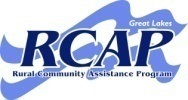 Great Lakes
RCAP
Rural Community Assistance Program